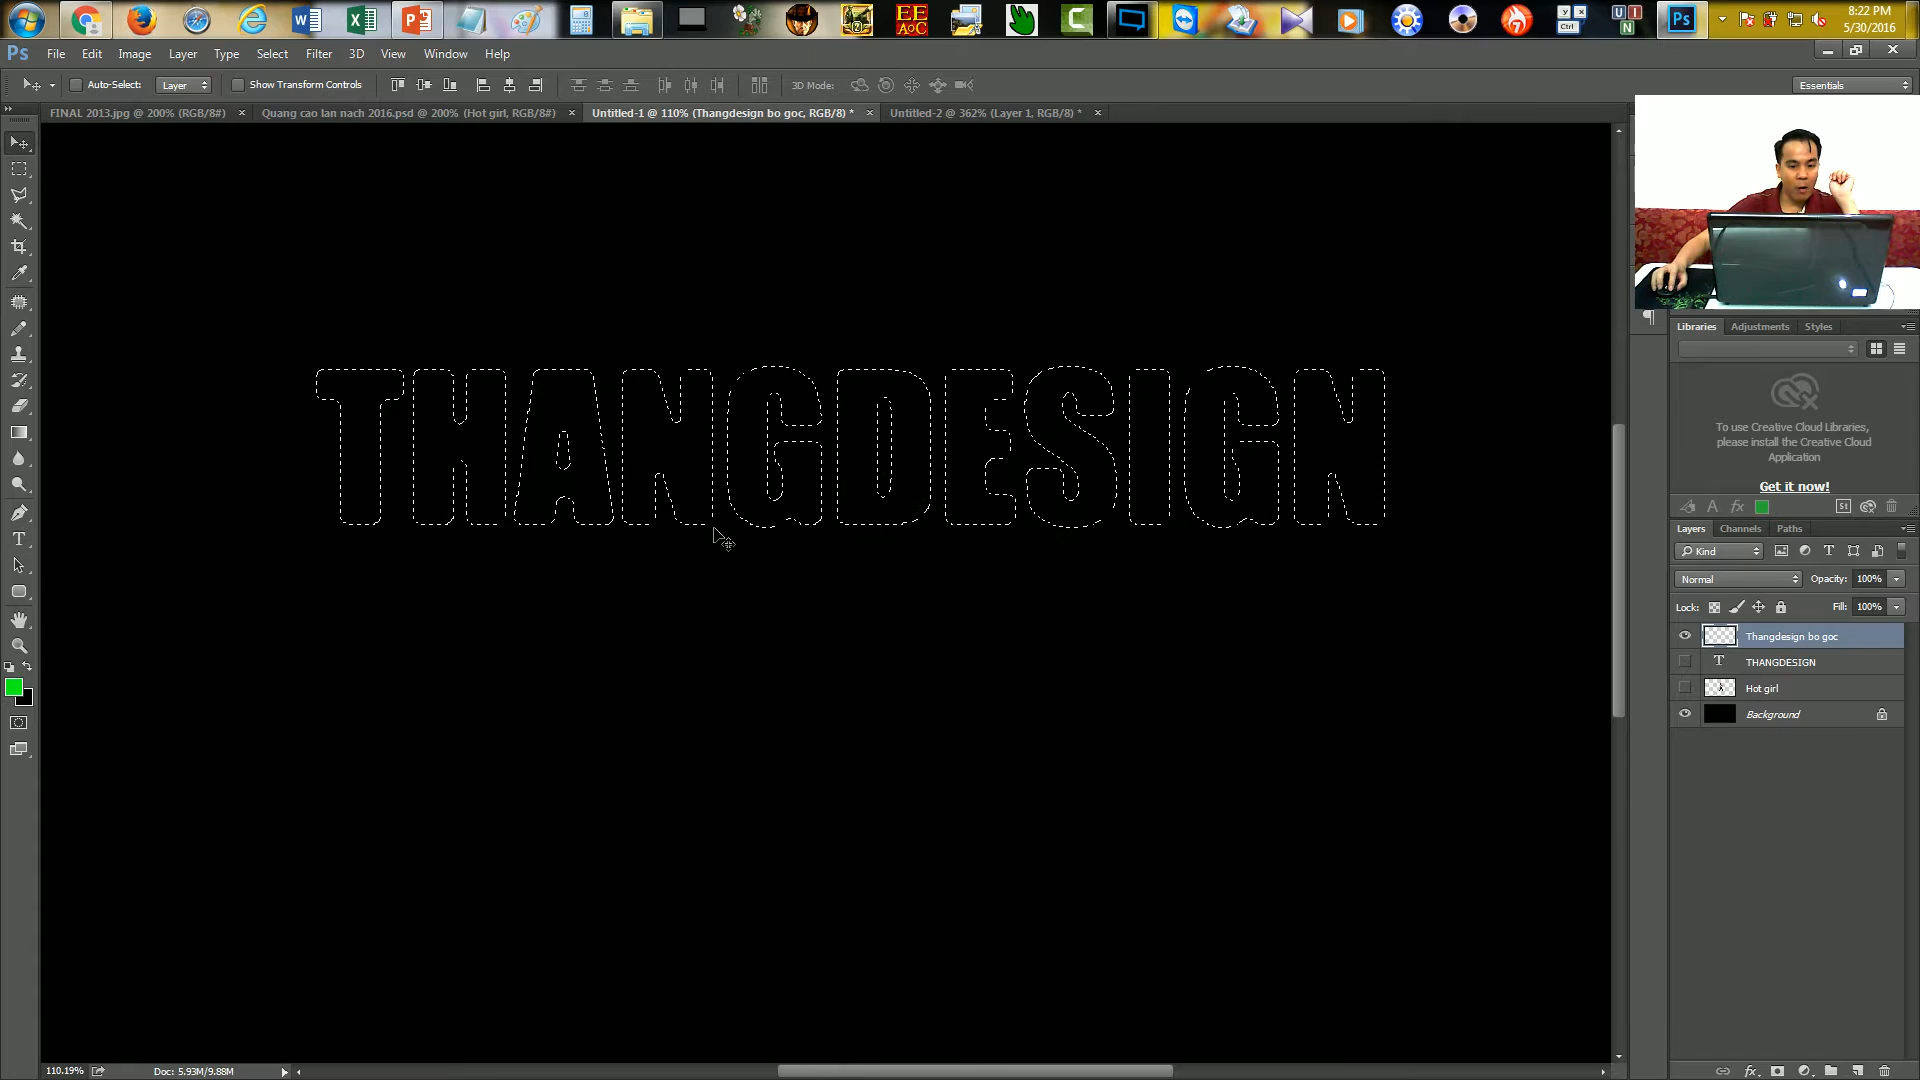 8:22 PM
5/30/2016
Ps File Edit Image Layer Type Select Filter 3D View Window Help
Auto-Select: Layer Show Transform Controls 3D Mode: Essentials
FINAL 2013.jpg @ 200% (RGB/8#) Quang cao lan nach 2016.psd @ 200% (Hot girl, RGB/8#) Untitled-1 @ 110% (Thangdesign bo goc, RGB/8) * Untitled-2 @ 362% (Layer 1, RGB/8) *
THANGDESIGN
Libraries Adjustments Styles
To use Creative Cloud Libraries,
please install the Creative Cloud
Application
Get it now!
Layers Channels Paths
Kind
Normal Opacity: 100%
Lock: Fill: 100%
Thangdesign bo goc
THANGDESIGN
Hot girl
Background
110.19% Doc: 5.93M/9.88M